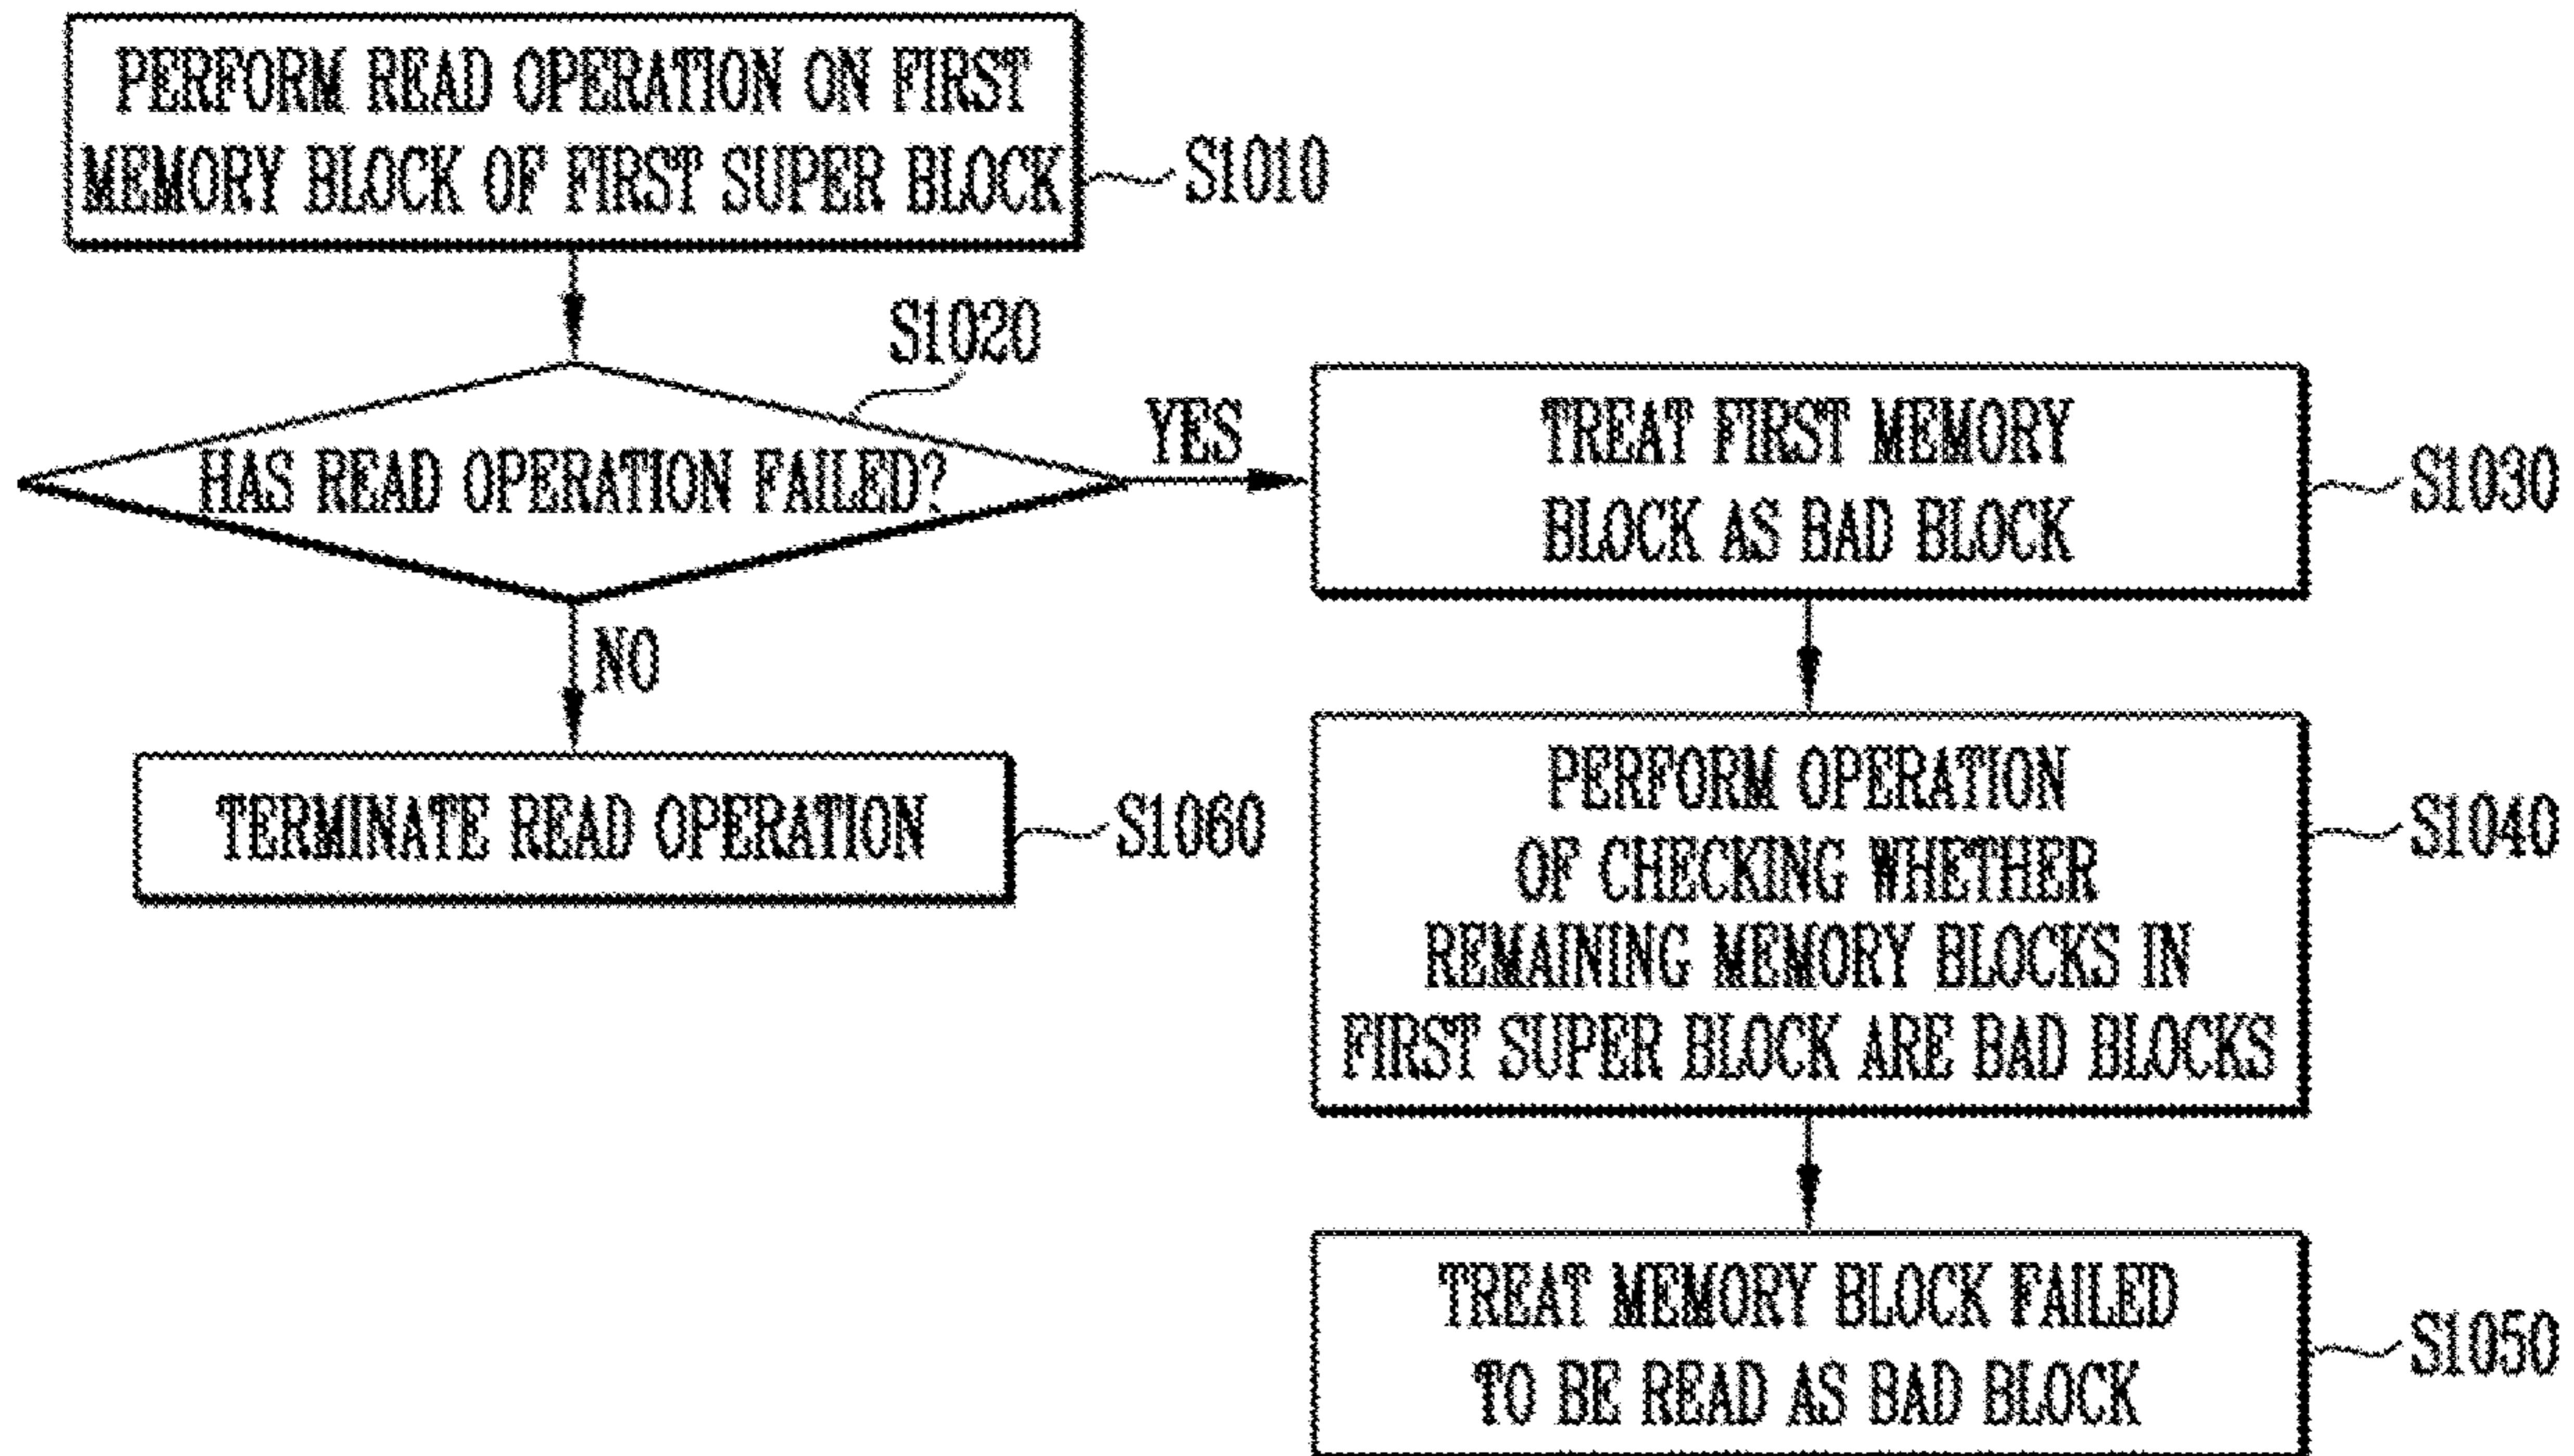 PERFORM READ OPERATION ON FIRST
MEMORY BLOCK OF FIRST SUPER BLOCK
S1010
S1020
HAS READ OPERATION FAILED?
YES
NO
TERMINATE READ OPERATION
S1060
TREAT FIRST MEMORY
BLOCK AS BAD BLOCK
S1030
PERFORM OPERATION
OF CHECKING WHETHER
REMAINING MEMORY BLOCKS IN
FIRST SUPER BLOCK ARE BAD BLOCKS
S1040
TREAT MEMORY BLOCK FAILED
TO BE READ AS BAD BLOCK
S1050